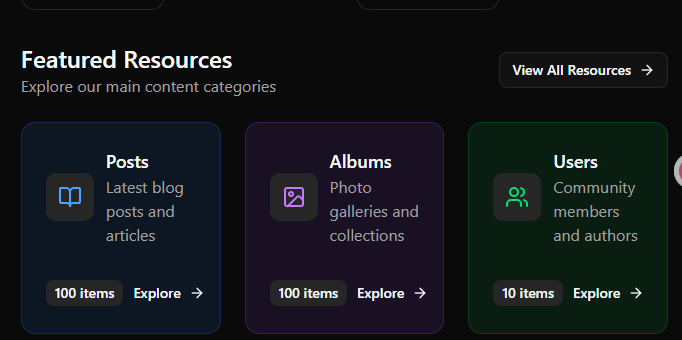 Featured Resources
Explore our main content categories
View All Resources
Posts
Latest blog
posts and
articles
100 items
Explore
Albums
Photo
galleries and
collections
100 items
Explore
Users
Community
members
and authors
10 items
Explore